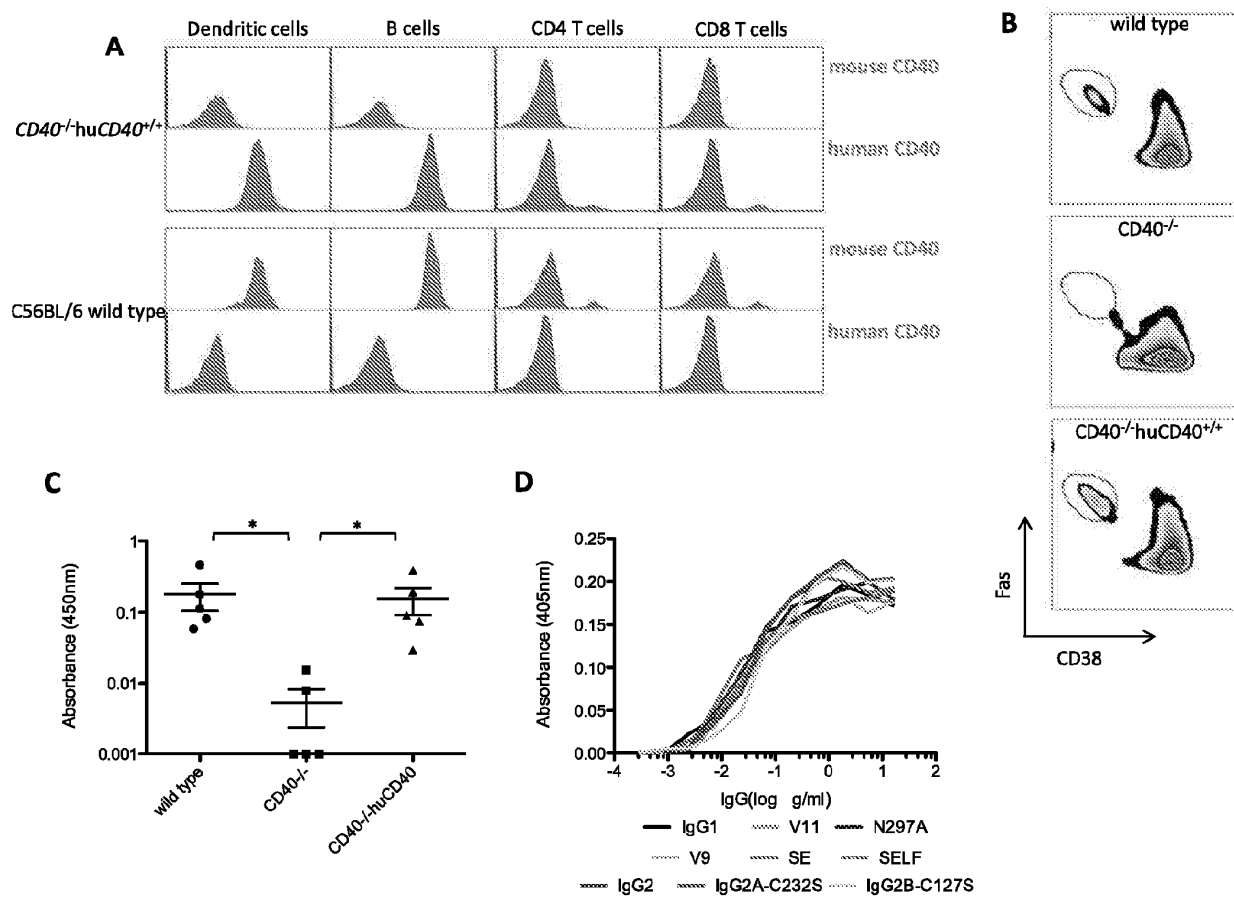 A
Dendritic cells B cells CD4 T cells CD8 T cells
CD40-/-huCD40+/+
mouse CD40
human CD40
C56BL/6 wild type
mouse CD40
human CD40
B
wild type
CD40-/-
CD40-/-huCD40+/+
Fas
CD38
C
* *
Absorbance (450nm)
1
0.1
0.01
0.001
wild type CD40-/- CD40-/-huCD40
D
Absorbance (405nm)
0.20
0.15
0.10
0.05
0.00
-4 -3 -2 -1 0 1 2
IgG(log g/ml)
IgG1 V11 N297A
V9 SE SELF
IgG2 IgG2A-C232S IgG2B-C127S